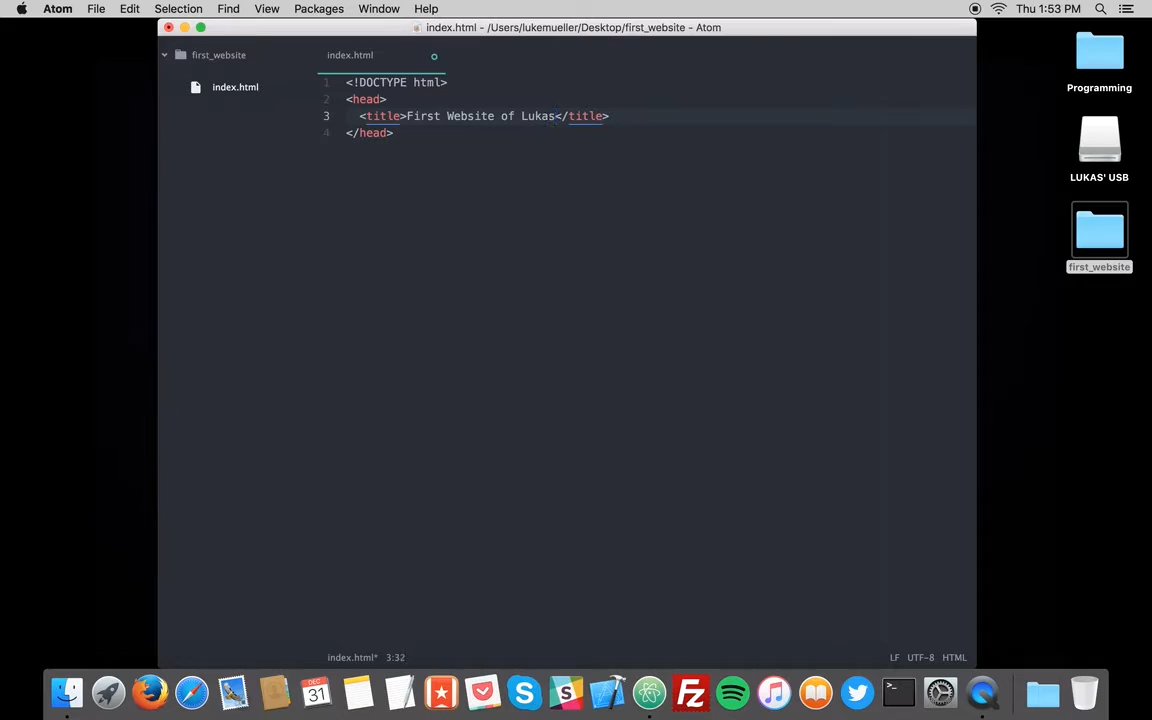 Atom File Edit Selection Find View Packages Window Help Thu 1:53 PM
index.html - /Users/lukemueller/Desktop/first_website - Atom
first_website index.html
index.html
1 <!DOCTYPE html>
2 <head>
3 <title>First Website of Lukas</title>
4 </head>
Programming
LUKAS' USB
first_website
index.html* 3:32 LF UTF-8 HTML
DEC
31